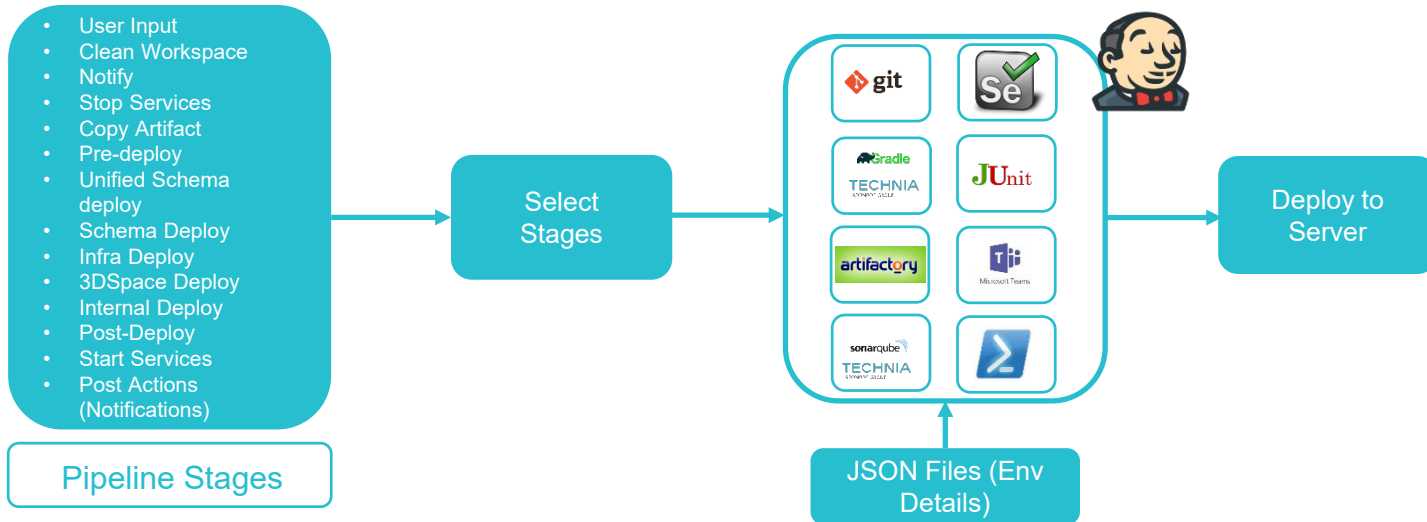 • User Input
• Clean Workspace
• Notify
• Stop Services
• Copy Artifact
• Pre-deploy
• Unified Schema
deploy
• Schema Deploy
• Infra Deploy
• 3DSpace Deploy
• Internal Deploy
• Post-Deploy
• Start Services
• Post Actions
(Notifications)
Pipeline Stages
Select
Stages
git
Se
Gradle
TECHNIA
JUnit
artifactory
Microsoft Teams
sonarqube
TECHNIA
JSON Files (Env
Details)
Deploy to
Server